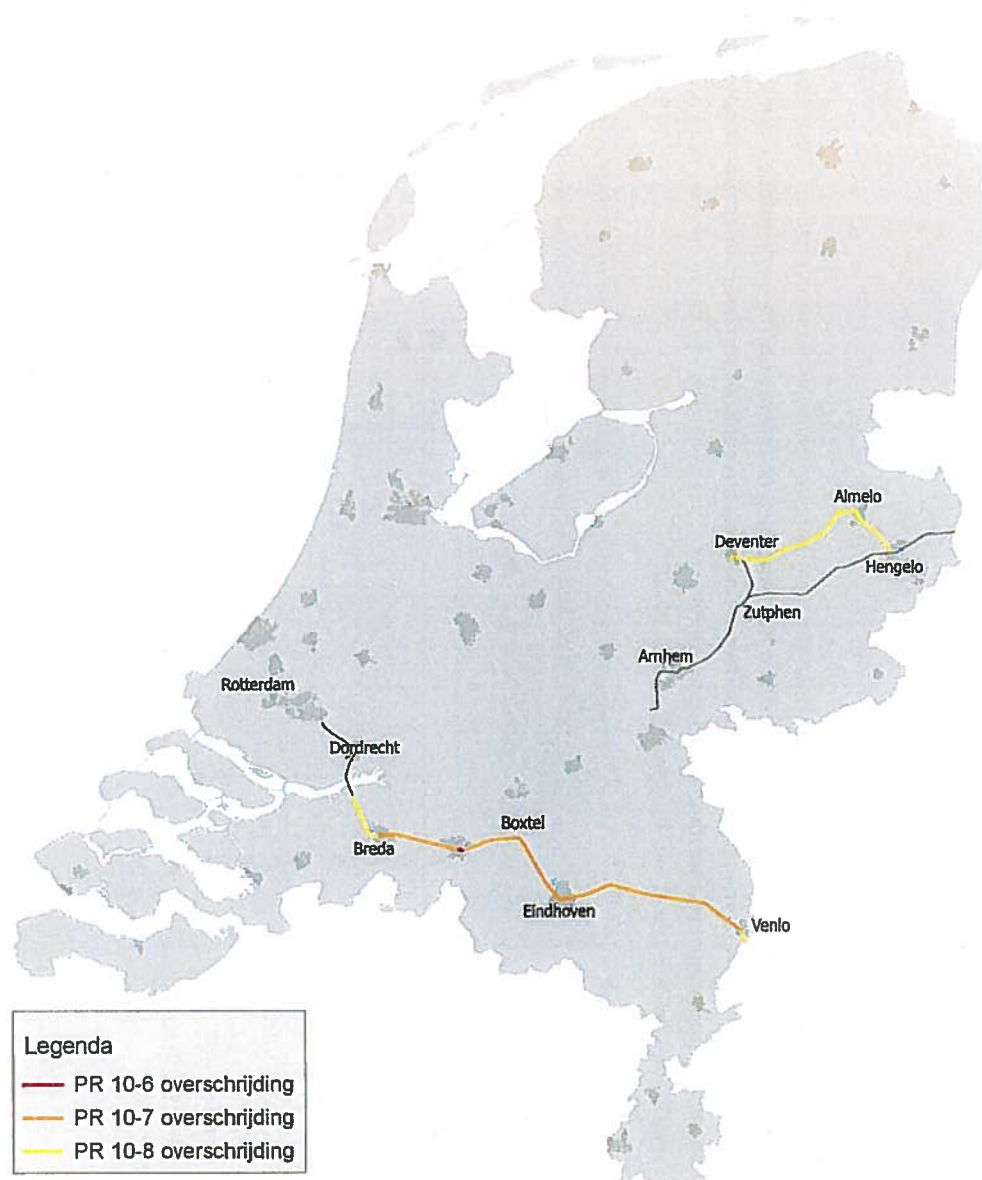 Almelo
Deventer
Hengelo
Zutphen
Arnhem
Rotterdam
Dordrecht
Boxtel
Breda
Eindhoven
Venlo
Legenda
PR 10-6 overschrijding
PR 10-7 overschrijding
PR 10-8 overschrijding